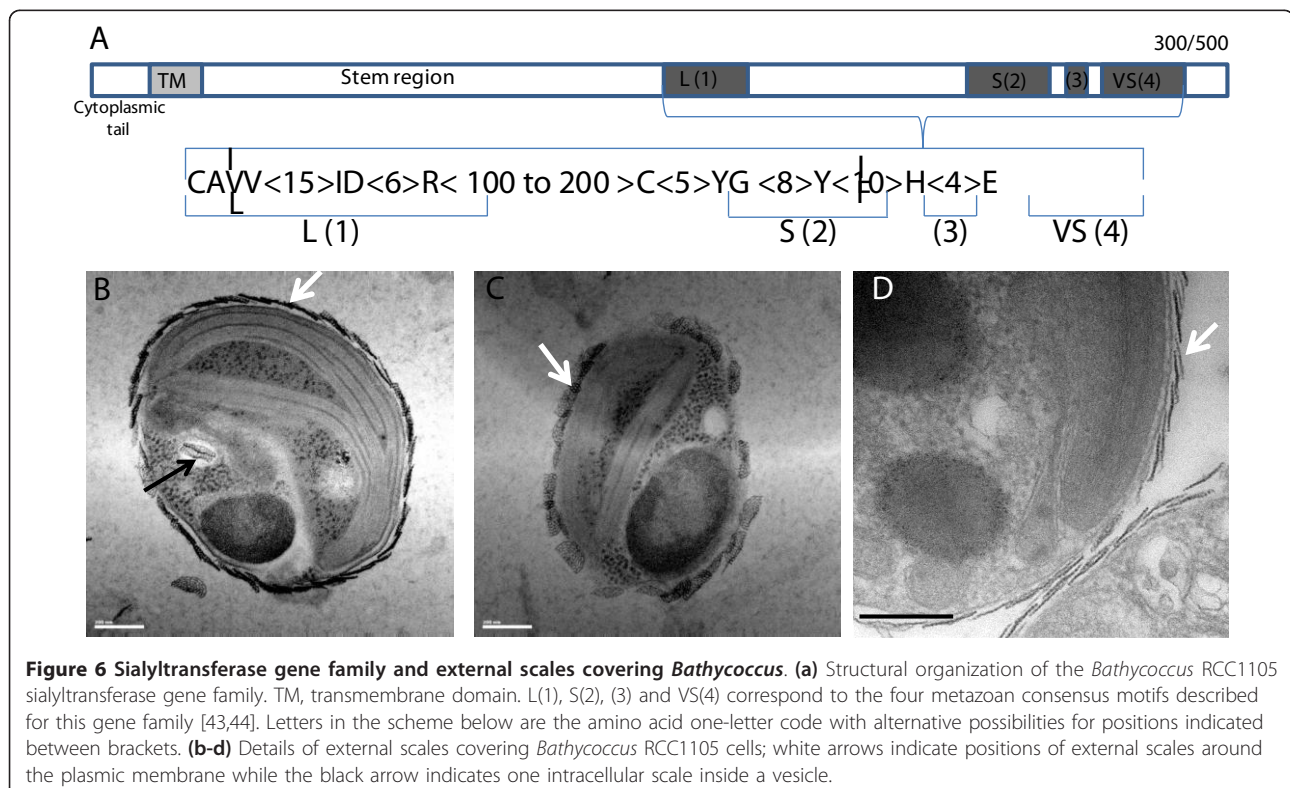 A
300/500
TM
Stem region
L (1)
S(2)
(3)
VS(4)
Cytoplasmic
tail
I
CAVV<15>ID<6>R< 100 to 200 >C<5>YG <8>Y<10>H<4>E
L
L (1)
S (2)
(3)
VS (4)
B
C
D
Figure 6 Sialyltransferase gene family and external scales covering Bathycoccus. (a) Structural organization of the Bathycoccus RCC1105
sialyltransferase gene family. TM, transmembrane domain. L(1), S(2), (3) and VS(4) correspond to the four metazoan consensus motifs described
for this gene family [43,44]. Letters in the scheme below are the amino acid one-letter code with alternative possibilities for positions indicated
between brackets. (b-d) Details of external scales covering Bathycoccus RCC1105 cells; white arrows indicate positions of external scales around
the plasmic membrane while the black arrow indicates one intracellular scale inside a vesicle.